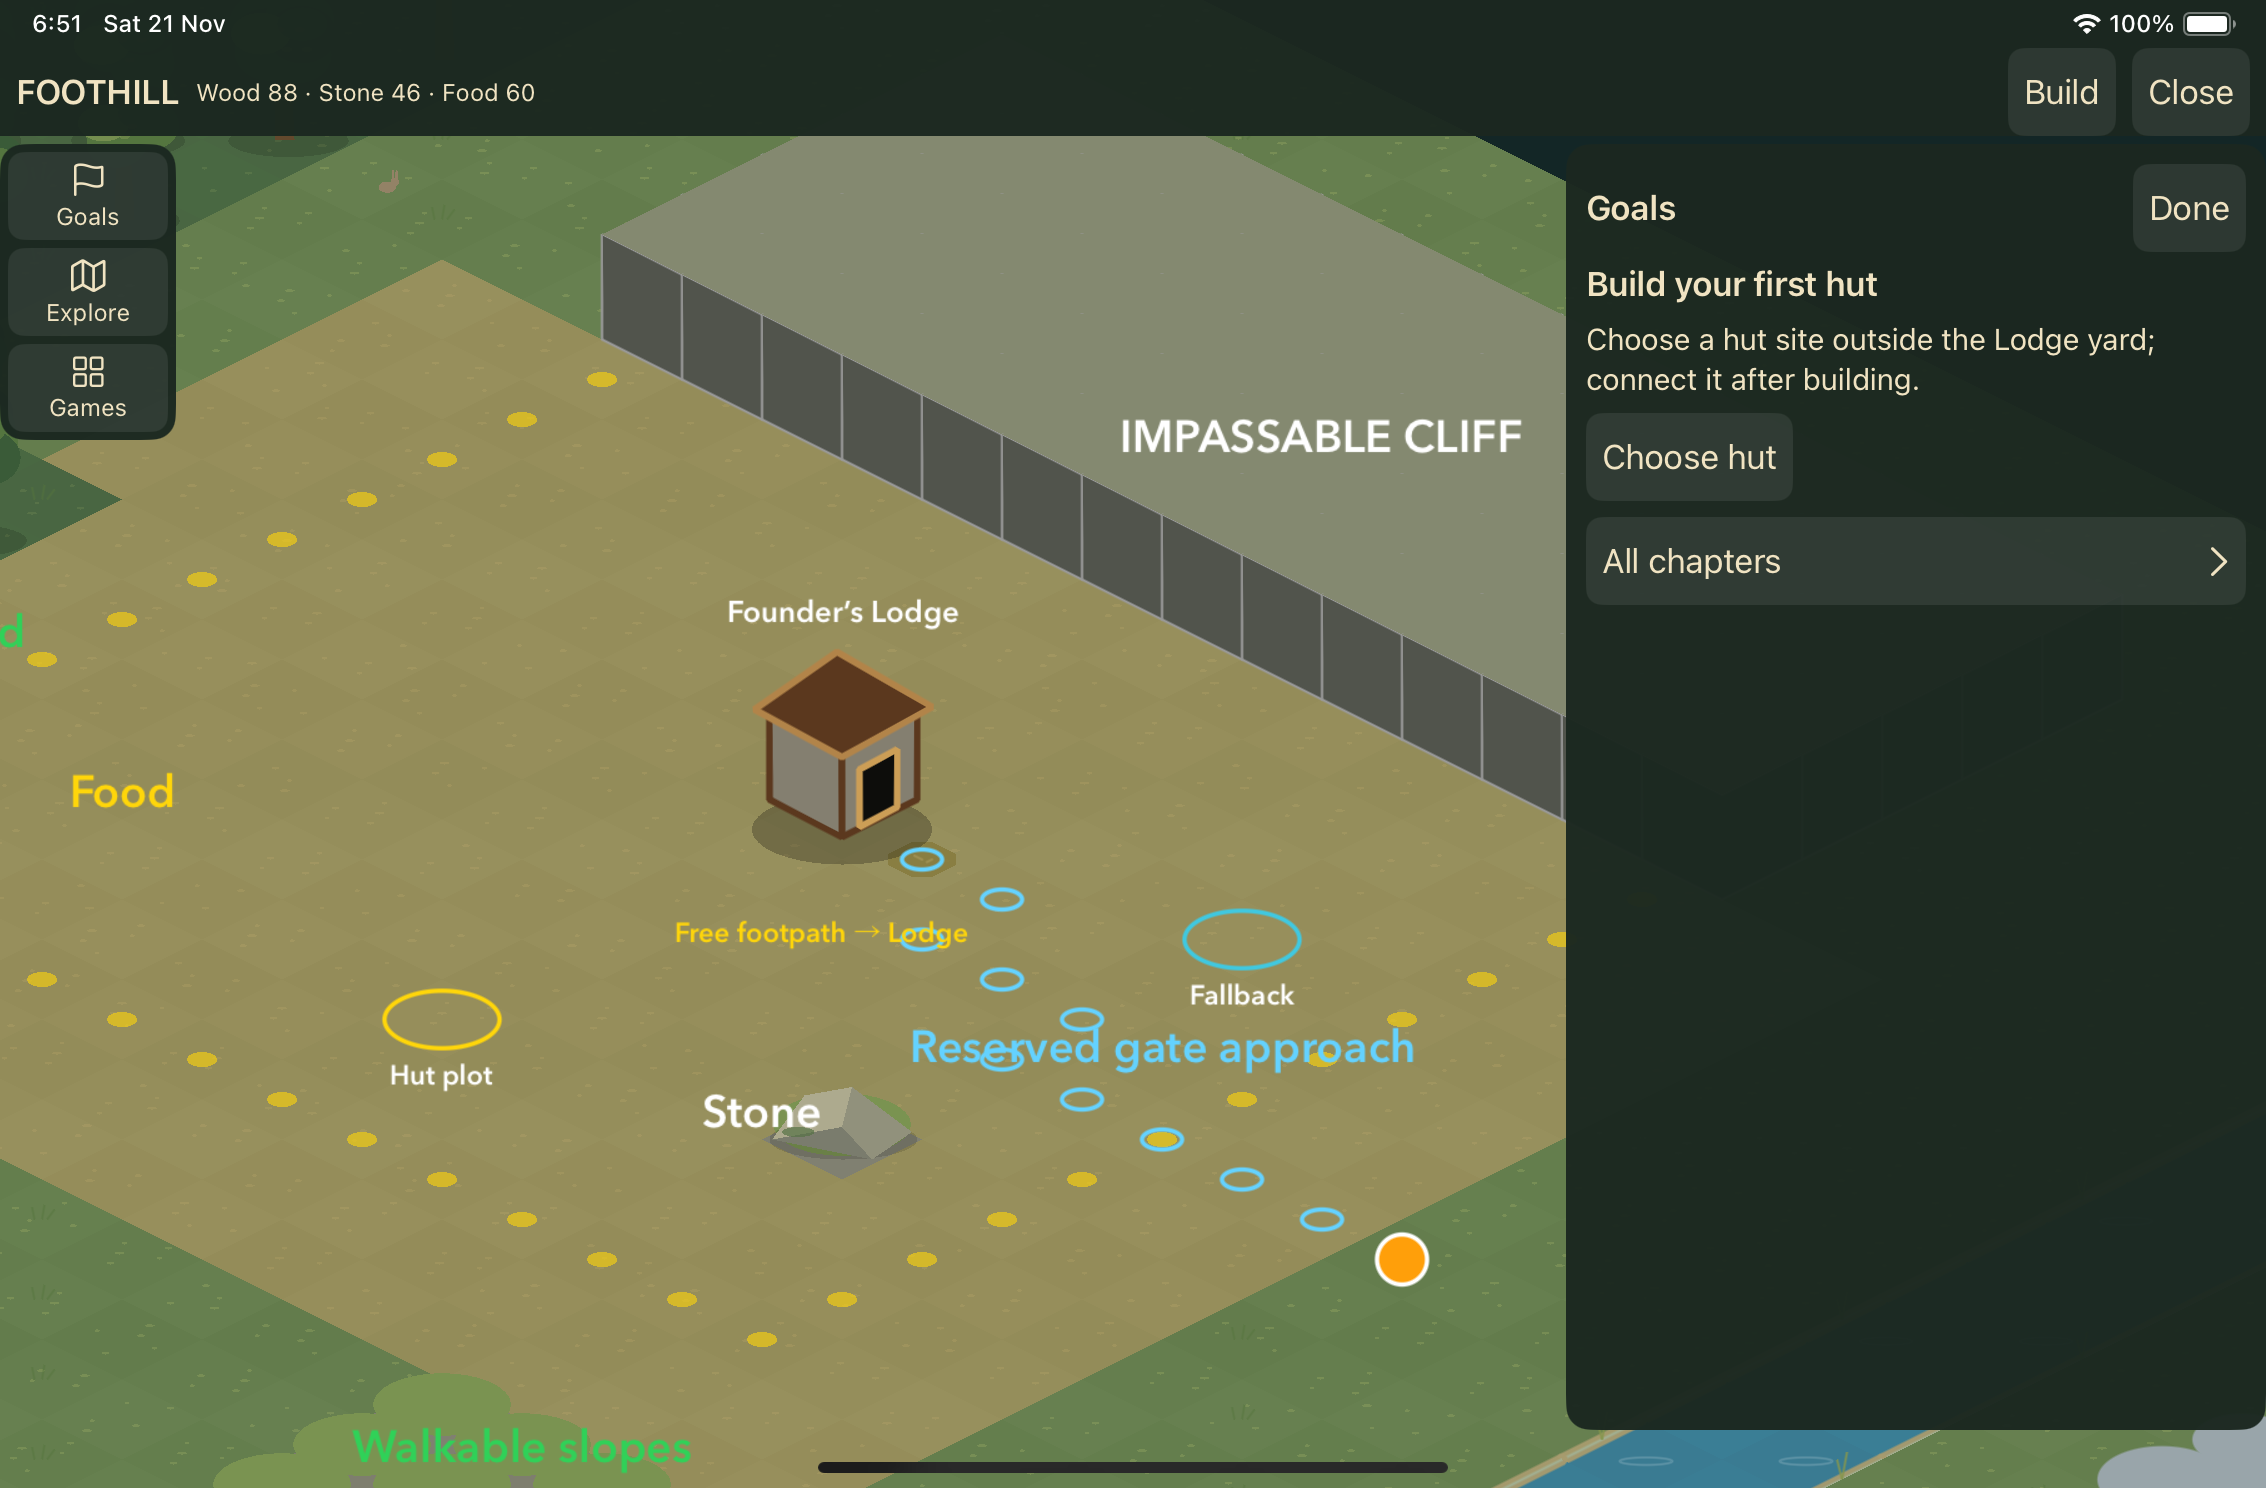 6:51 Sat 21 Nov
100%
FOOTHILL Wood 88 · Stone 46 · Food 60
Build
Close
Goals
Explore
Games
Goals
Done
Build your first hut
Choose a hut site outside the Lodge yard;
connect it after building.
Choose hut
All chapters
IMPASSABLE CLIFF
Founder’s Lodge
d
Food
Free footpath → Lodge
Fallback
Hut plot
Reserved gate approach
Stone
Walkable slopes